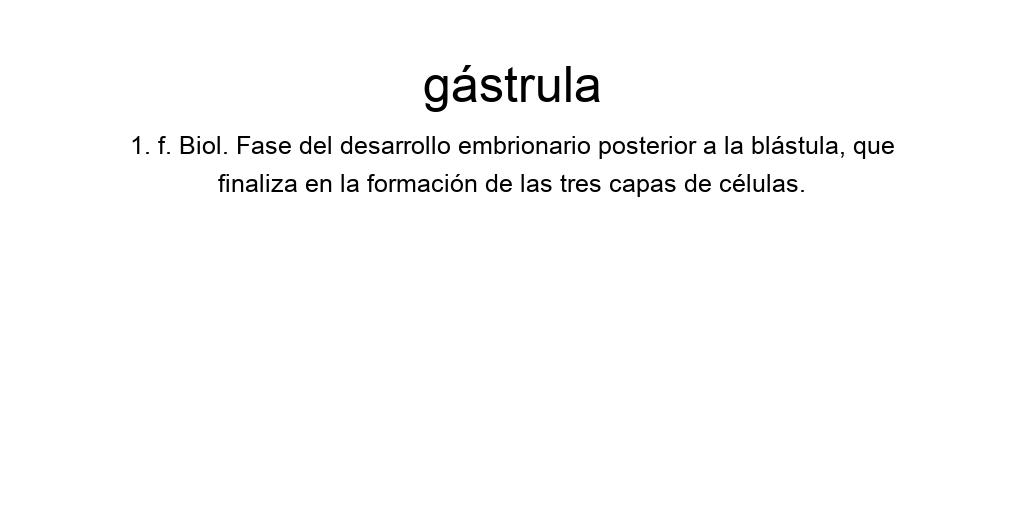 gástrula
1. f. Biol. Fase del desarrollo embrionario posterior a la blástula, que
finaliza en la formación de las tres capas de células.